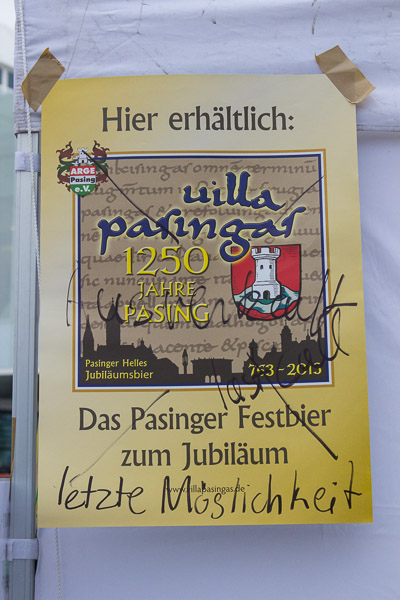 Hier erhältlich:
ARGE
Pasing
e.V.
villa
pasingas
1250
JAHRE
PASING
Ausverkauft
Pasinger Helles
Jubiläumsbier
763-2013
Das Pasinger Festbier
zum Jubiläum
www.villapasingas.de
letzte Möglichkeit